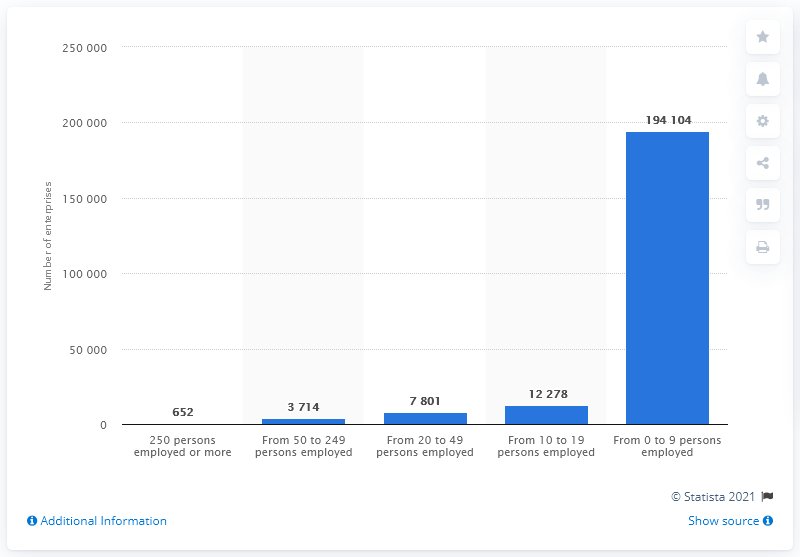 250 000
200 000
150 000
100 000
50 000
0
Number of enterprises
652
3 714
7 801
12 278
194 104
250 persons
employed or more
From 50 to 249
persons employed
From 20 to 49
persons employed
From 10 to 19
persons employed
From 0 to 9 persons
employed
© Statista 2021
Additional Information
Show source